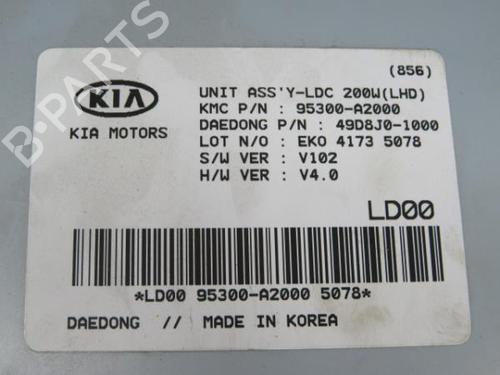 (856)
KIA
KIA MOTORS
UNIT ASS'Y-LDC 200W(LHD)
KMC P/N : 95300-A2000
DAEDONG P/N : 49D8J0-1000
LOT N/O : EKO 4173 5078
S/W VER : V102
H/W VER : V4.0
LD00
*LD00 95300-A2000 5078*
DAEDONG // MADE IN KOREA
B-PARTS